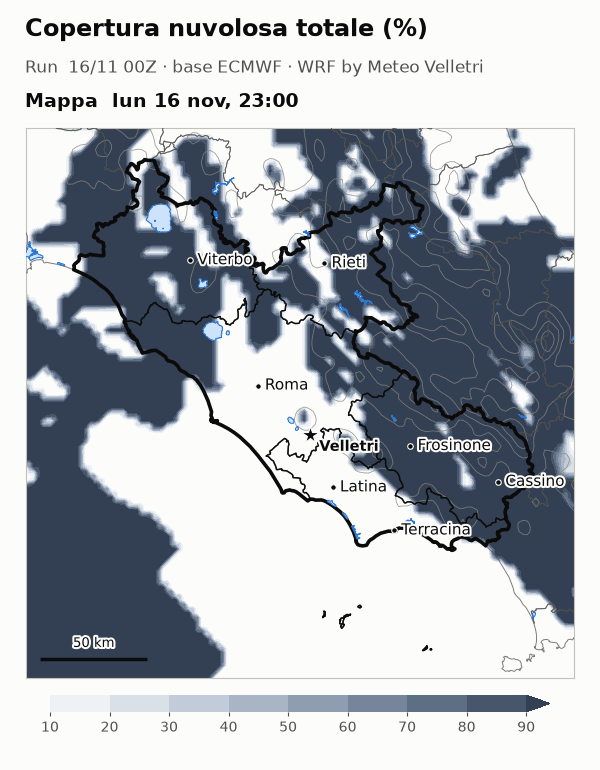 Copertura nuvolosa totale (%)
Run  16/11 00Z · base ECMWF · WRF by Meteo Velletri
Mappa  lun 16 nov, 23:00
Viterbo
Rieti
Roma
Velletri
Frosinone
Cassino
Latina
Terracina
50 km
10 20 30 40 50 60 70 80 90